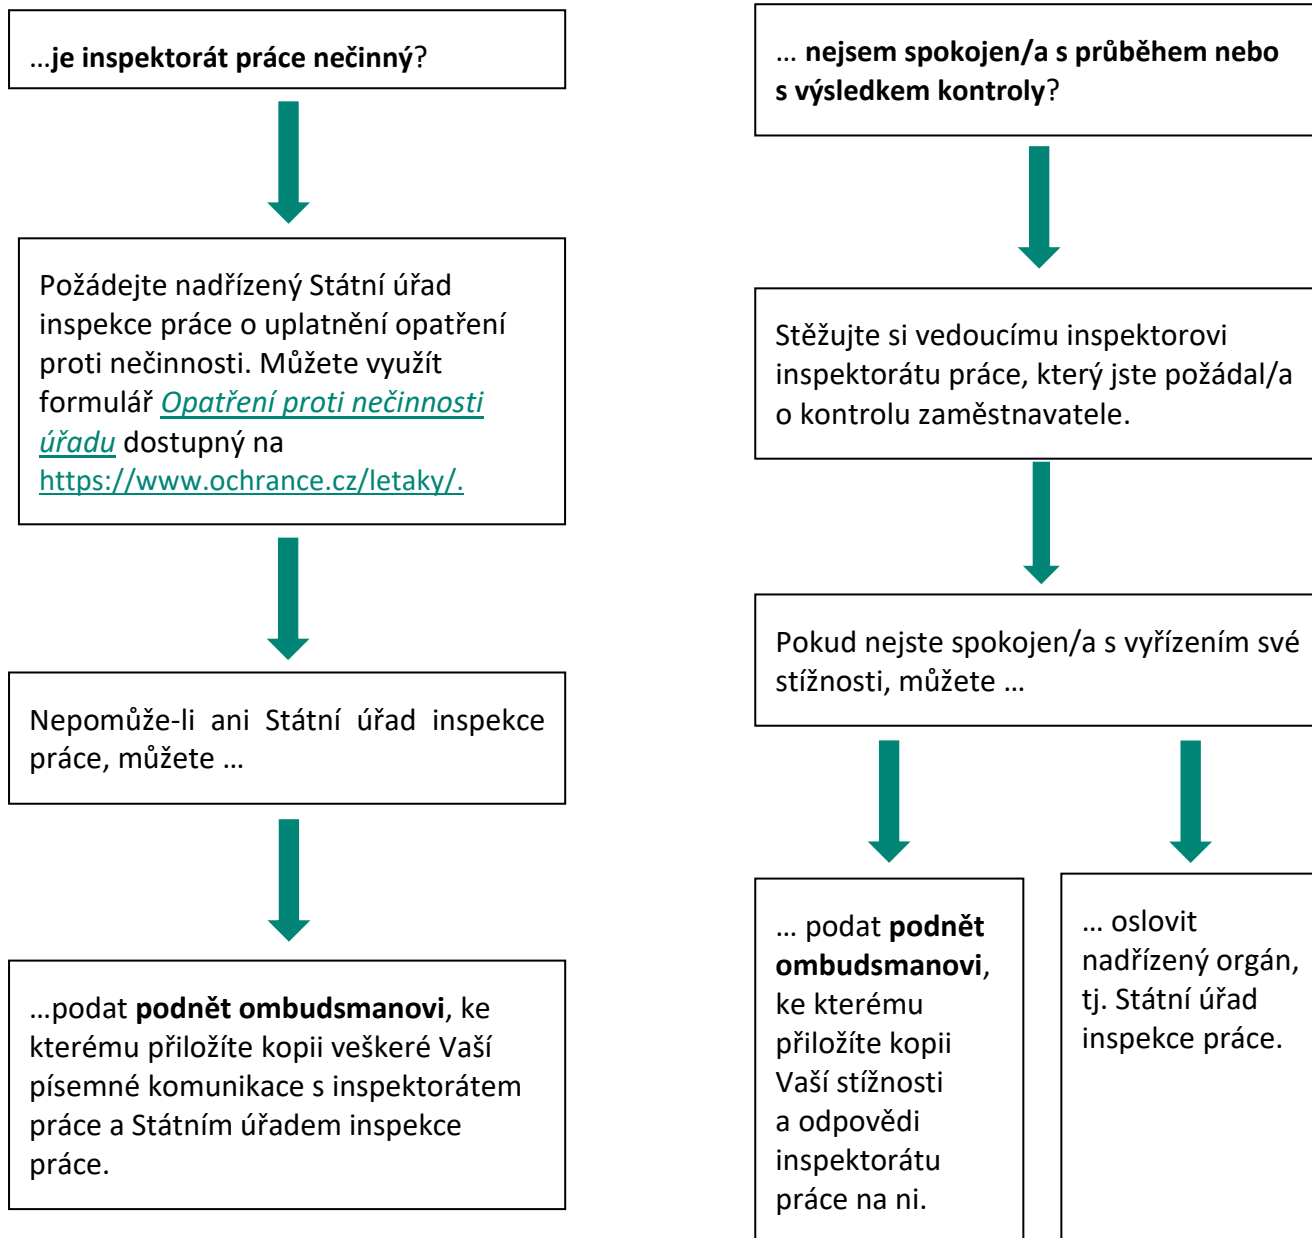 …je inspektorát práce nečinný?
Požádejte nadřízený Státní úřad
inspekce práce o uplatnění opatření
proti nečinnosti. Můžete využít
formulář Opatření proti nečinnosti
úřadu dostupný na
https://www.ochrance.cz/letaky/.
Nepomůže-li ani Státní úřad inspekce
práce, můžete …
…podat podnět ombudsmanovi, ke
kterému přiložíte kopii veškeré Vaší
písemné komunikace s inspektorátem
práce a Státním úřadem inspekce
práce.
… nejsem spokojen/a s průběhem nebo
s výsledkem kontroly?
Stěžujte si vedoucímu inspektorovi
inspektorátu práce, který jste požádal/a
o kontrolu zaměstnavatele.
Pokud nejste spokojen/a s vyřízením své
stížnosti, můžete …
… podat podnět
ombudsmanovi,
ke kterému
přiložíte kopii
Vaší stížnosti
a odpovědi
inspektorátu
práce na ni.
… oslovit
nadřízený orgán,
tj. Státní úřad
inspekce práce.